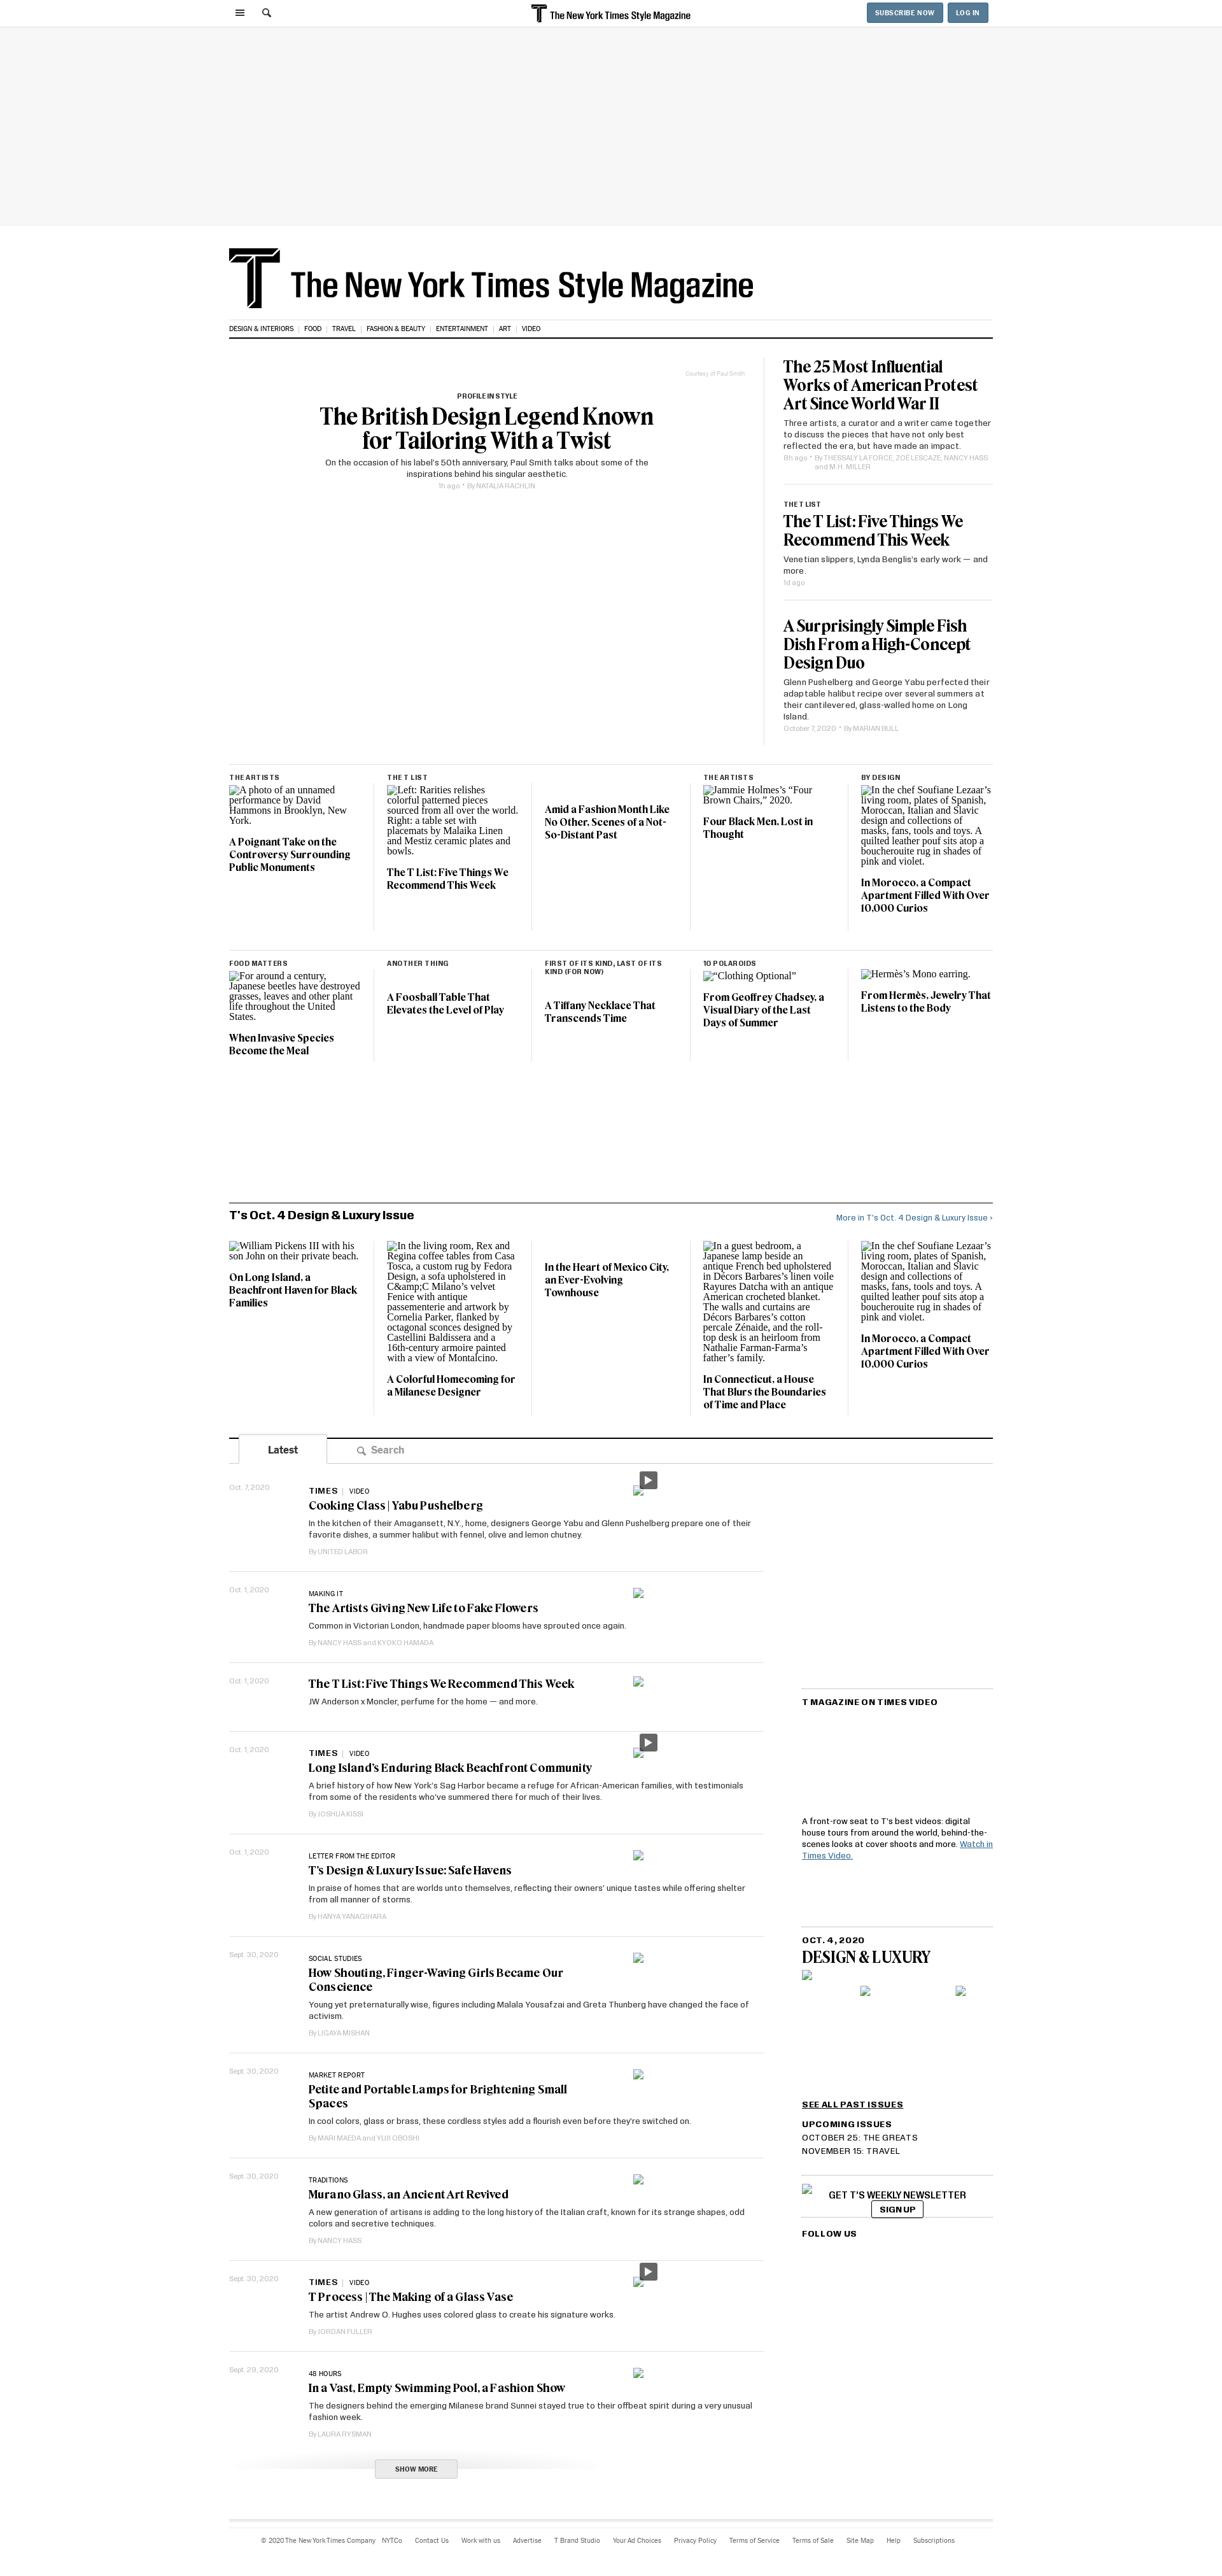 The New York Times Style Magazine
SUBSCRIBE NOW
LOG IN
The New York Times Style Magazine
DESIGN & INTERIORS
FOOD
TRAVEL
FASHION & BEAUTY
ENTERTAINMENT
ART
VIDEO
Courtesy of Paul Smith
PROFILE IN STYLE
The British Design Legend Known
for Tailoring With a Twist
On the occasion of his label's 50th anniversary, Paul Smith talks about some of the
inspirations behind his singular aesthetic.
1h ago • By NATALIA RACHLIN
The 25 Most Influential
Works of American Protest
Art Since World War II
Three artists, a curator and a writer came together
to discuss the pieces that have not only best
reflected the era, but have made an impact.
8h ago • By THESSALY LA FORCE, ZOË LESCAZE, NANCY HASS
and M.H. MILLER
THE T LIST
The T List: Five Things We
Recommend This Week
Venetian slippers, Lynda Benglis's early work — and
more.
1d ago
A Surprisingly Simple Fish
Dish From a High-Concept
Design Duo
Glenn Pushelberg and George Yabu perfected their
adaptable halibut recipe over several summers at
their cantilevered, glass-walled home on Long
Island.
October 7, 2020 • By MARIAN BULL
THE ARTISTS
A photo of an unnamed
performance by David
Hammons in Brooklyn, New
York.
A Poignant Take on the
Controversy Surrounding
Public Monuments
THE T LIST
Left: Rarities relishes
colorful patterned pieces
sourced from all over the world.
Right: a table set with
placemats by Malaika Linen
and Mestiz ceramic plates and
bowls.
The T List: Five Things We
Recommend This Week
Amid a Fashion Month Like
No Other, Scenes of a Not-
So-Distant Past
THE ARTISTS
Jammie Holmes's “Four
Brown Chairs,” 2020.
Four Black Men, Lost in
Thought
BY DESIGN
In the chef Soufiane Lezaar's
living room, plates of Spanish,
Moroccan, Italian and Slavic
design and collections of
masks, fans, tools and toys. A
quilted leather pouf sits atop a
boucherouite rug in shades of
pink and violet.
In Morocco, a Compact
Apartment Filled With Over
10,000 Curios
FOOD MATTERS
For around a century,
Japanese beetles have destroyed
grasses, leaves and other plant
life throughout the United
States.
When Invasive Species
Become the Meal
ANOTHER THING
A Foosball Table That
Elevates the Level of Play
FIRST OF ITS KIND, LAST OF ITS
KIND (FOR NOW)
A Tiffany Necklace That
Transcends Time
10 POLAROIDS
“Clothing Optional”
From Geoffrey Chadsey, a
Visual Diary of the Last
Days of Summer
Hermès's Mono earring.
From Hermès, Jewelry That
Listens to the Body
T's Oct. 4 Design & Luxury Issue
More in T's Oct. 4 Design & Luxury Issue ›
William Pickens III with his
son John on their private beach.
On Long Island, a
Beachfront Haven for Black
Families
In the living room, Rex and
Regina coffee tables from Casa
Tosca, a custom rug by Fedora
Design, a sofa upholstered in
C&amp;C Milano's velvet
Fenice with antique
passementerie and artwork by
Cornelia Parker, flanked by
octagonal sconces designed by
Castellini Baldissera and a
16th-century armoire painted
with a view of Montalcino.
A Colorful Homecoming for
a Milanese Designer
In the Heart of Mexico City,
an Ever-Evolving
Townhouse
In a guest bedroom, a
Japanese lamp beside an
antique French bed upholstered
in Décors Barbares's linen voile
Rayures Datcha with an antique
American crocheted blanket.
The walls and curtains are
Décors Barbares's cotton
percale Zénaide, and the roll-
top desk is an heirloom from
Nathalie Farman-Farma's
father's family.
In Connecticut, a House
That Blurs the Boundaries
of Time and Place
In the chef Soufiane Lezaar's
living room, plates of Spanish,
Moroccan, Italian and Slavic
design and collections of
masks, fans, tools and toys. A
quilted leather pouf sits atop a
boucherouite rug in shades of
pink and violet.
In Morocco, a Compact
Apartment Filled With Over
10,000 Curios
Latest
Search
Oct. 7, 2020
TIMES | VIDEO
Cooking Class | Yabu Pushelberg
In the kitchen of their Amagansett, N.Y., home, designers George Yabu and Glenn Pushelberg prepare one of their
favorite dishes, a summer halibut with fennel, olive and lemon chutney.
By UNITED LABOR
Oct. 1, 2020
MAKING IT
The Artists Giving New Life to Fake Flowers
Common in Victorian London, handmade paper blooms have sprouted once again.
By NANCY HASS and KYOKO HAMADA
Oct. 1, 2020
The T List: Five Things We Recommend This Week
JW Anderson x Moncler, perfume for the home — and more.
Oct. 1, 2020
TIMES | VIDEO
Long Island's Enduring Black Beachfront Community
A brief history of how New York's Sag Harbor became a refuge for African-American families, with testimonials
from some of the residents who've summered there for much of their lives.
By JOSHUA KISSI
Oct. 1, 2020
LETTER FROM THE EDITOR
T's Design & Luxury Issue: Safe Havens
In praise of homes that are worlds unto themselves, reflecting their owners' unique tastes while offering shelter
from all manner of storms.
By HANYA YANAGIHARA
Sept. 30, 2020
SOCIAL STUDIES
How Shouting, Finger-Waving Girls Became Our
Conscience
Young yet preternaturally wise, figures including Malala Yousafzai and Greta Thunberg have changed the face of
activism.
By LIGAYA MISHAN
Sept. 30, 2020
MARKET REPORT
Petite and Portable Lamps for Brightening Small
Spaces
In cool colors, glass or brass, these cordless styles add a flourish even before they're switched on.
By MARI MAEDA and YUJI OBOSHI
Sept. 30, 2020
TRADITIONS
Murano Glass, an Ancient Art Revived
A new generation of artisans is adding to the long history of the Italian craft, known for its strange shapes, odd
colors and secretive techniques.
By NANCY HASS
Sept. 30, 2020
TIMES | VIDEO
T Process | The Making of a Glass Vase
The artist Andrew O. Hughes uses colored glass to create his signature works.
By JORDAN FULLER
Sept. 29, 2020
48 HOURS
In a Vast, Empty Swimming Pool, a Fashion Show
The designers behind the emerging Milanese brand Sunnei stayed true to their offbeat spirit during a very unusual
fashion week.
By LAURA RYSMAN
SHOW MORE
T MAGAZINE ON TIMES VIDEO
A front-row seat to T's best videos: digital
house tours from around the world, behind-the-
scenes looks at cover shoots and more. Watch in
Times Video.
OCT. 4, 2020
DESIGN & LUXURY
SEE ALL PAST ISSUES
UPCOMING ISSUES
OCTOBER 25: THE GREATS
NOVEMBER 15: TRAVEL
GET T'S WEEKLY NEWSLETTER
SIGN UP
FOLLOW US
© 2020 The New York Times Company
NYTCo
Contact Us
Work with us
Advertise
T Brand Studio
Your Ad Choices
Privacy Policy
Terms of Service
Terms of Sale
Site Map
Help
Subscriptions